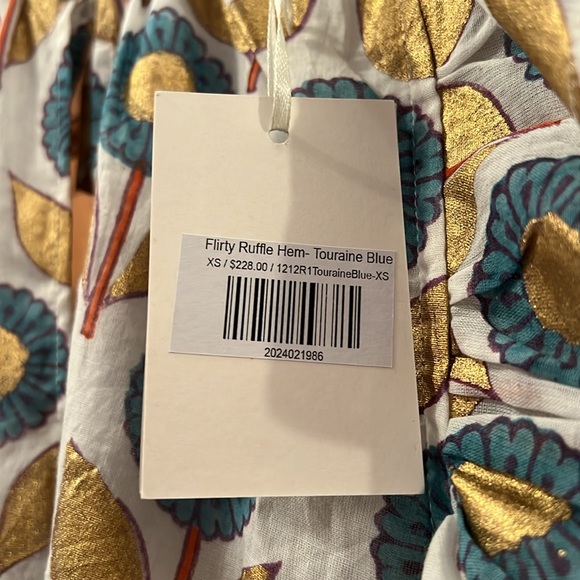 Flirty Ruffle Hem- Touraine Blue
XS / $228.00 / 1212R1TouraineBlue-XS
2024021986